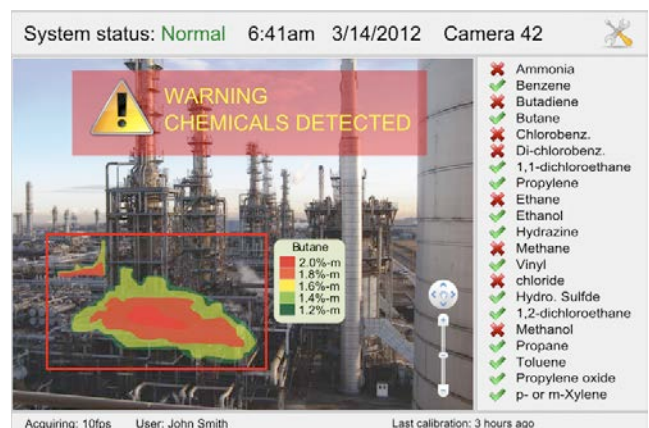 System status: Normal 6:41am 3/14/2012 Camera 42
WARNING
CHEMICALS DETECTED
Butane
2.0%-m
1.8%-m
1.6%-m
1.4%-m
1.2%-m
Ammonia
Benzene
Butadiene
Butane
Chlorobenz.
Di-chlorobenz.
1,1-dichloroethane
Propylene
Ethane
Ethanol
Hydrazine
Methane
Vinyl
chloride
Hydro. Sulfde
1,2-dichloroethane
Methanol
Propane
Toluene
Propylene oxide
p- or m-Xylene
Acquiring: 10fps User: John Smith Last calibration: 3 hours ago